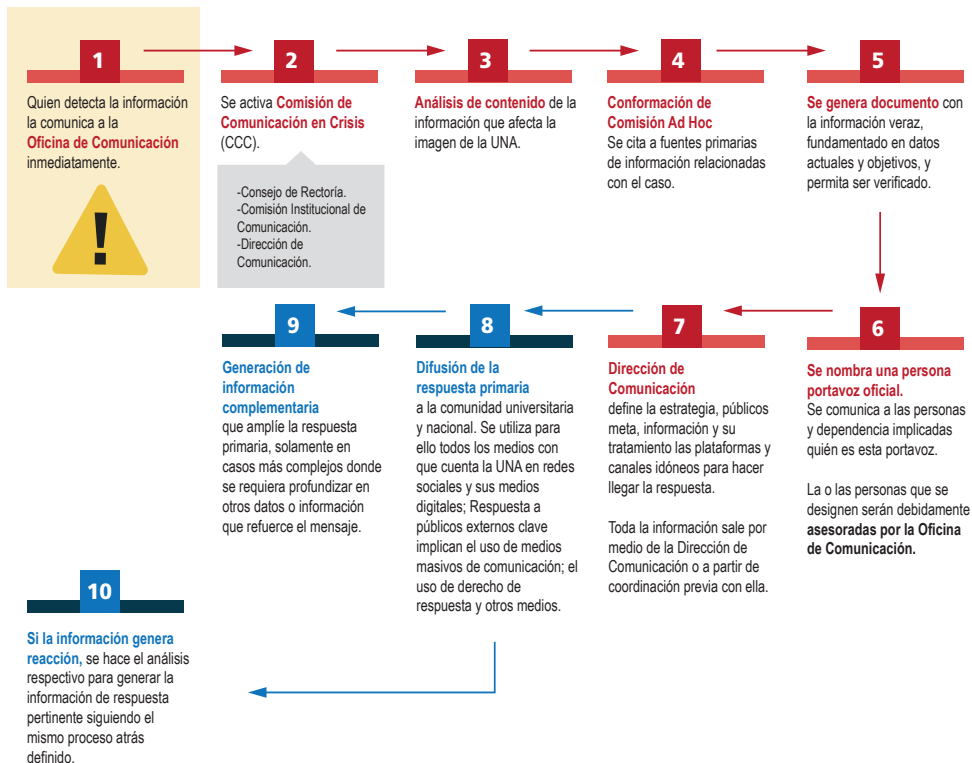 1
Quien detecta la información
la comunica a la
Oficina de Comunicación
inmediatamente.
!
2
Se activa Comisión de
Comunicación en Crisis
(CCC).
-Consejo de Rectoría.
-Comisión Institucional de
Comunicación.
-Dirección de
Comunicación.
3
Análisis de contenido de la
información que afecta la
imagen de la UNA.
4
Conformación de
Comisión Ad Hoc
Se cita a fuentes primarias
de información relacionadas
con el caso.
5
Se genera documento con
la información veraz,
fundamentado en datos
actuales y objetivos, y
permita ser verificado.
6
Se nombra una persona
portavoz oficial.
Se comunica a las personas
y dependencia implicadas
quién es esta portavoz.
La o las personas que se
designen serán debidamente
asesoradas por la Oficina
de Comunicación.
7
Dirección de
Comunicación
define la estrategia, públicos
meta, información y su
tratamiento las plataformas y
canales idóneos para hacer
llegar la respuesta.
Toda la información sale por
medio de la Dirección de
Comunicación o a partir de
coordinación previa con ella.
8
Difusión de la
respuesta primaria
a la comunidad universitaria
y nacional. Se utiliza para
ello todos los medios con
que cuenta la UNA en redes
sociales y sus medios
digitales; Respuesta a
públicos externos clave
implican el uso de medios
masivos de comunicación; el
uso de derecho de
respuesta y otros medios.
9
Generación de
información
complementaria
que amplíe la respuesta
primaria, solamente en
casos más complejos donde
se requiera profundizar en
otros datos o información
que refuerce el mensaje.
10
Si la información genera
reacción, se hace el análisis
respectivo para generar la
información de respuesta
pertinente siguiendo el
mismo proceso atrás
definido.